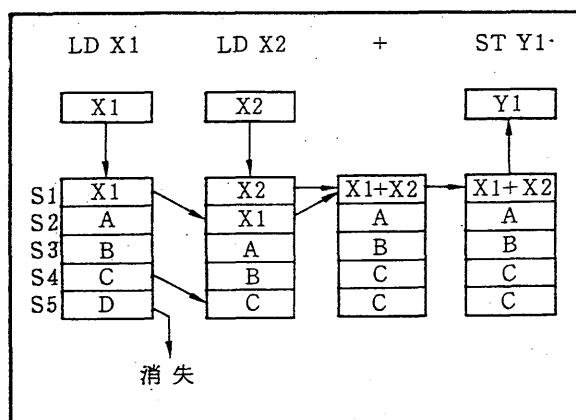 LD X1 LD X2 + ST Y1
X1 X2 Y1
S1 X1 X2 X1+X2 X1+X2
S2 A X1 A A
S3 B A B B
S4 C B C C
S5 D C C C
消失